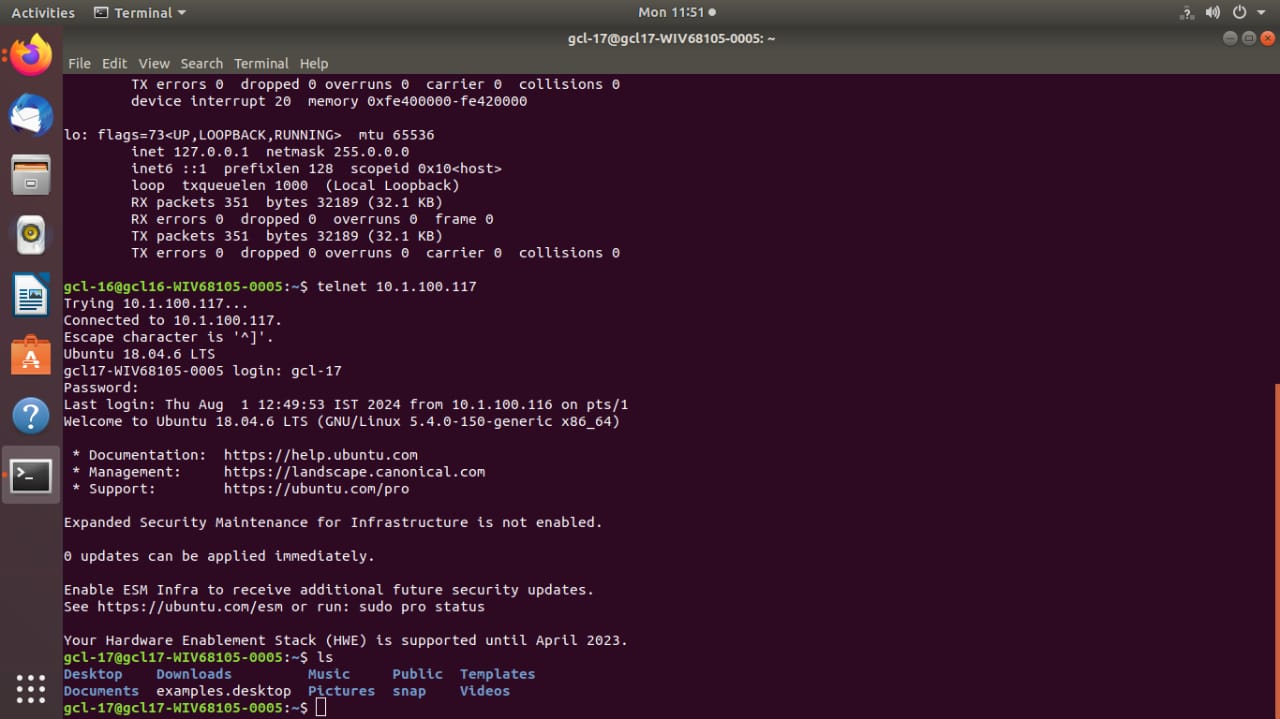 Activities Terminal Mon 11:51
gcl-17@gcl17-WIV68105-0005: ~
File Edit View Search Terminal Help
TX errors 0  dropped 0 overruns 0  carrier 0  collisions 0
device interrupt 20  memory 0xfe400000-fe420000
lo: flags=73<UP,LOOPBACK,RUNNING>  mtu 65536
inet 127.0.0.1  netmask 255.0.0.0
inet6 ::1  prefixlen 128  scopeid 0x10<host>
loop  txqueuelen 1000  (Local Loopback)
RX packets 351  bytes 32189 (32.1 KB)
RX errors 0  dropped 0  overruns 0  frame 0
TX packets 351  bytes 32189 (32.1 KB)
TX errors 0  dropped 0 overruns 0  carrier 0  collisions 0
gcl-16@gcl16-WIV68105-0005:~$ telnet 10.1.100.117
Trying 10.1.100.117...
Connected to 10.1.100.117.
Escape character is '^]'.
Ubuntu 18.04.6 LTS
gcl17-WIV68105-0005 login: gcl-17
Password:
Last login: Thu Aug  1 12:49:53 IST 2024 from 10.1.100.116 on pts/1
Welcome to Ubuntu 18.04.6 LTS (GNU/Linux 5.4.0-150-generic x86_64)
* Documentation:  https://help.ubuntu.com
* Management:     https://landscape.canonical.com
* Support:        https://ubuntu.com/pro
Expanded Security Maintenance for Infrastructure is not enabled.
0 updates can be applied immediately.
Enable ESM Infra to receive additional future security updates.
See https://ubuntu.com/esm or run: sudo pro status
Your Hardware Enablement Stack (HWE) is supported until April 2023.
gcl-17@gcl17-WIV68105-0005:~$ ls
Desktop    Downloads         Music     Public  Templates
Documents  examples.desktop  Pictures  snap    Videos
gcl-17@gcl17-WIV68105-0005:~$